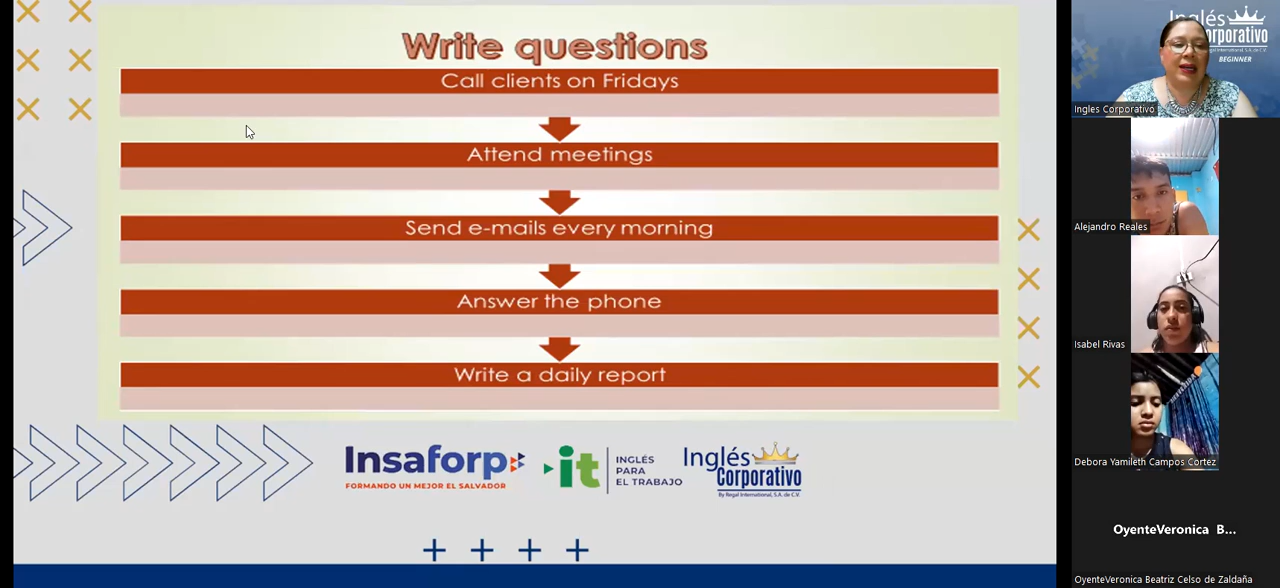 Write questions
Call clients on Fridays
Attend meetings
Send e-mails every morning
Answer the phone
Write a daily report
Insaforp
FORMANDO UN MEJOR EL SALVADOR
it
INGLÉS
PARA
EL TRABAJO
Inglés
Corporativo
By Regal International, S.A. de C.V.
Inglés
Corporativo
BEGINNER
Ingles Corporativo
Alejandro Reales
Isabel Rivas
Debora Yamileth Campos Cortez
OyenteVeronica B...
OyenteVeronica Beatriz Celso de Zaldaña